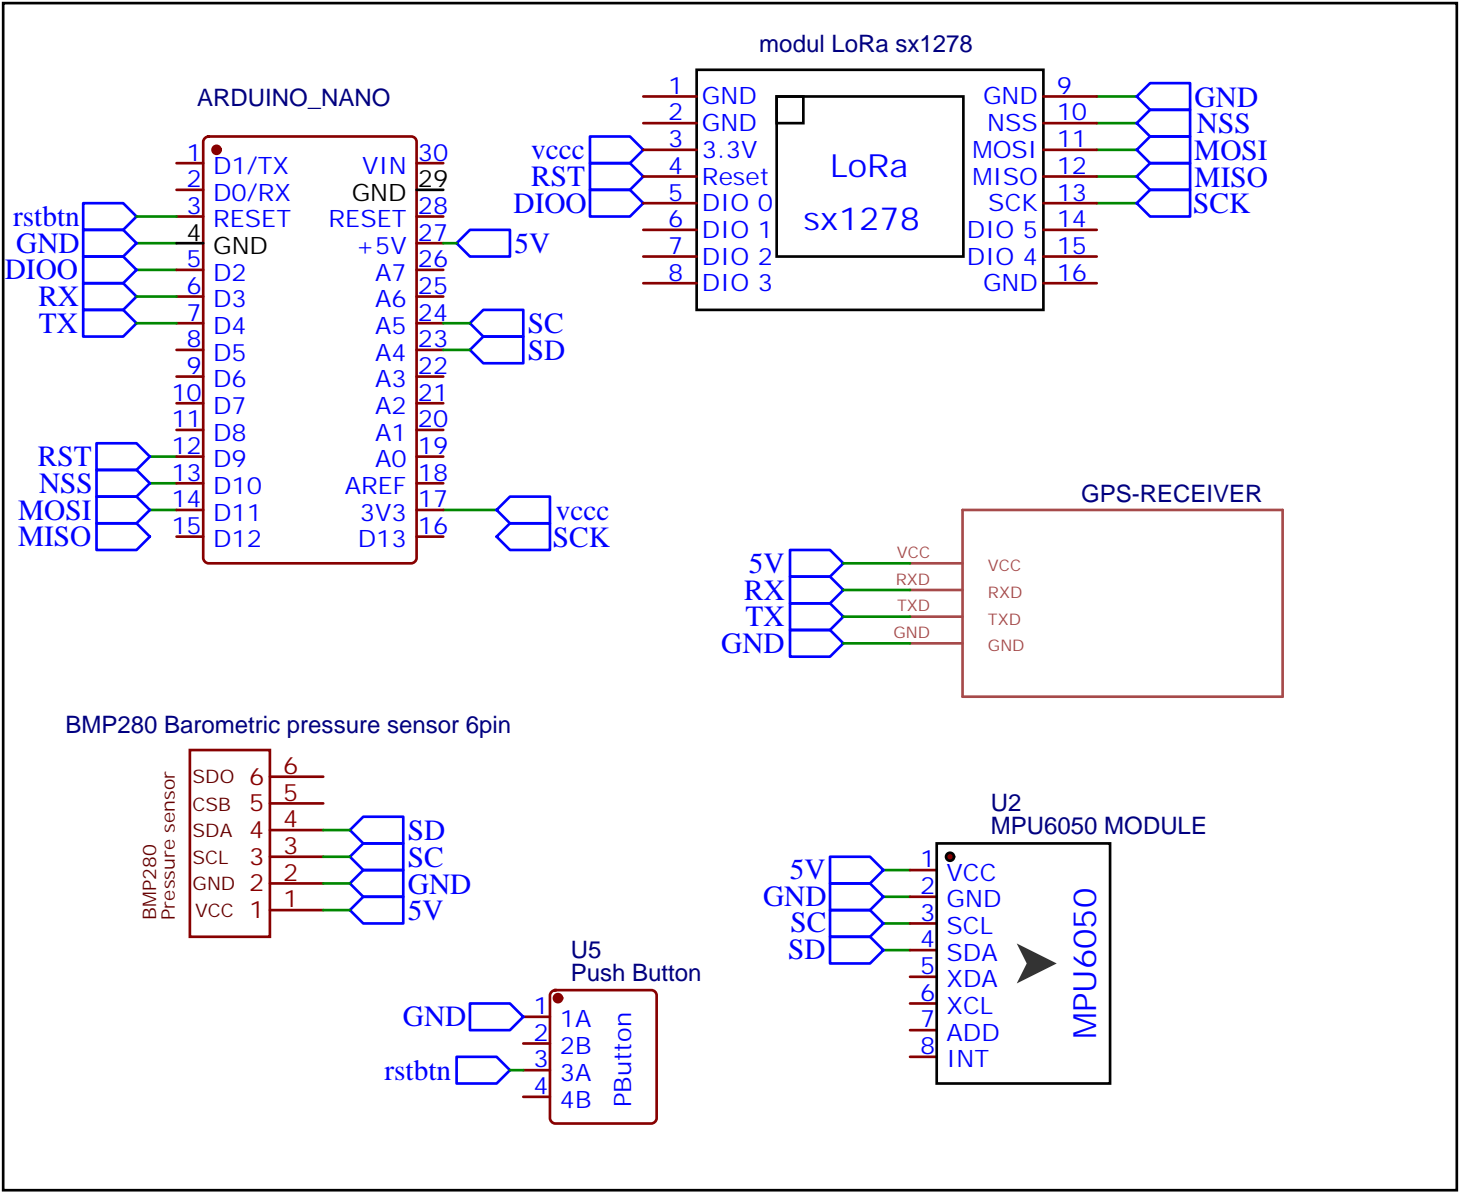 modul LoRa sx1278
ARDUINO_NANO
1 D1/TX VIN 30
2 D0/RX GND 29
rstbtn 3 RESET RESET 28
GND 4 GND +5V 27 5V
DIOO 5 D2 A7 26
RX 6 D3 A6 25
TX 7 D4 A5 24 SC
8 D5 A4 23 SD
9 D6 A3 22
10 D7 A2 21
11 D8 A1 20
RST 12 D9 A0 19
NSS 13 D10 AREF 18
MOSI 14 D11 3V3 17 vccc
MISO 15 D12 D13 16 SCK
1 GND GND 9 GND
2 GND NSS 10 NSS
vccc 3 3.3V MOSI 11 MOSI
RST 4 Reset MISO 12 MISO
DIOO 5 DIO 0 SCK 13 SCK
6 DIO 1 DIO 5 14
7 DIO 2 DIO 4 15
8 DIO 3 GND 16
LoRa
sx1278
GPS-RECEIVER
5V VCC VCC
RX RXD RXD
TX TXD TXD
GND GND GND
BMP280 Barometric pressure sensor 6pin
BMP280
Pressure sensor
SDO 6 6
CSB 5 5
SDA 4 4 SD
SCL 3 3 SC
GND 2 2 GND
VCC 1 1 5V
U2
MPU6050 MODULE
5V 1 VCC
GND 2 GND
SC 3 SCL
SD 4 SDA
5 XDA
6 XCL
7 ADD
8 INT
MPU6050
U5
Push Button
GND 1 1A
2 2B
rstbtn 3 3A
4 4B
PButton